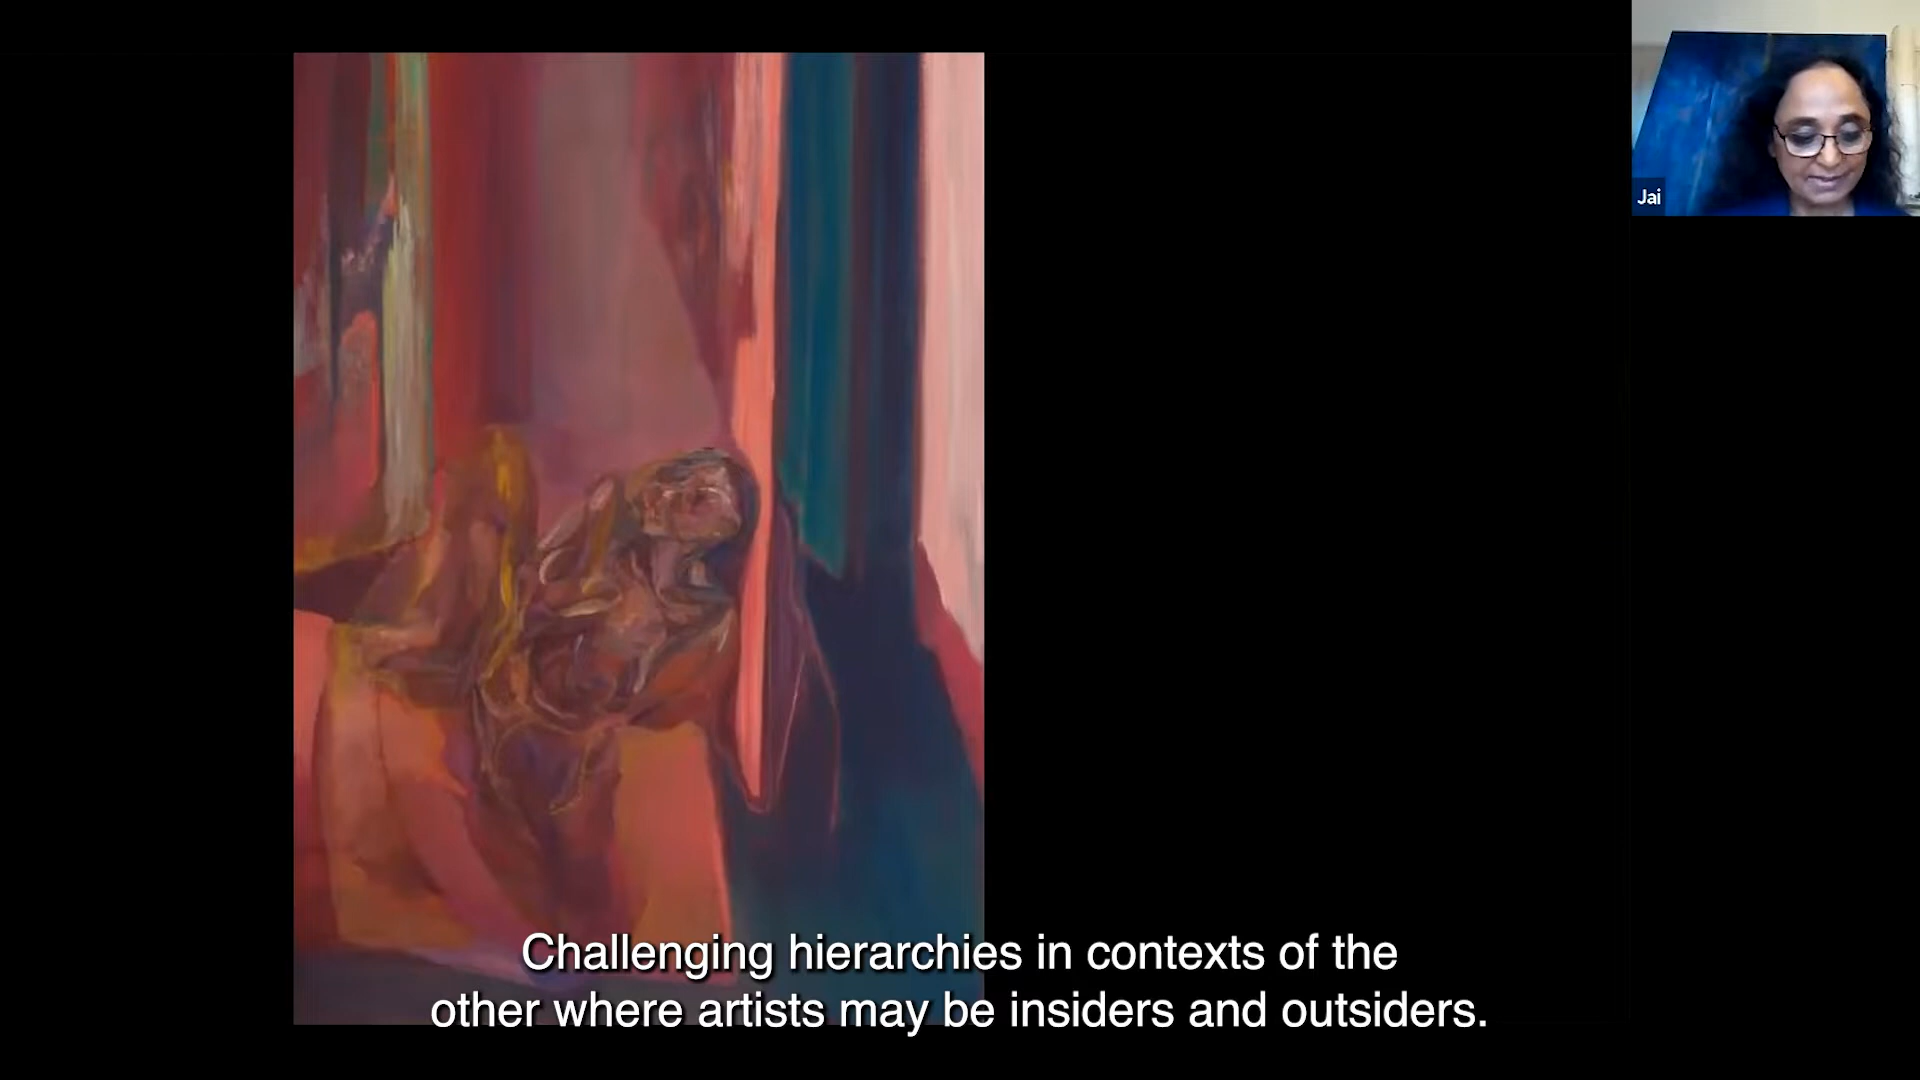 Jai
Challenging hierarchies in contexts of the
other where artists may be insiders and outsiders.